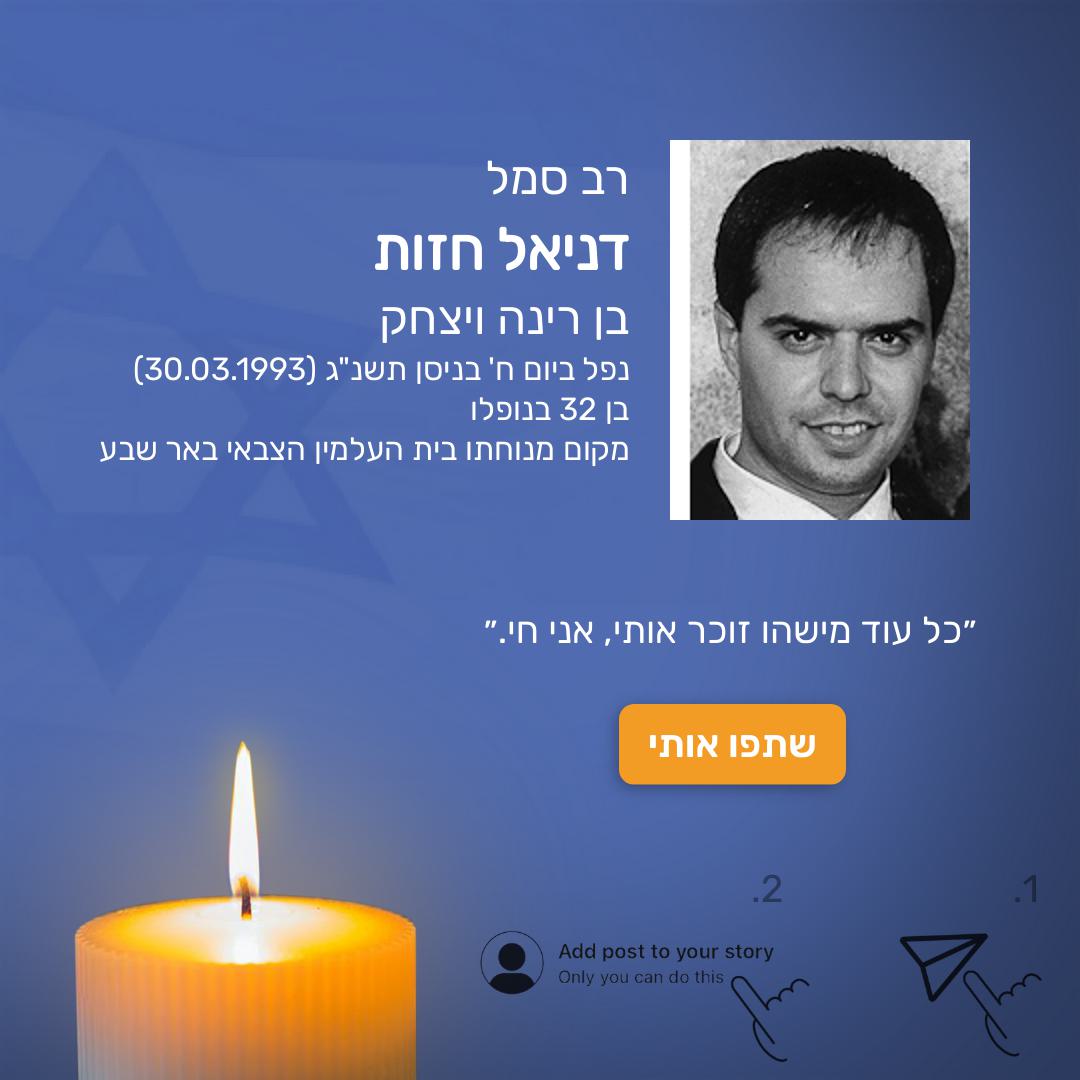 רב סמל
דניאל חזות
בן רינה ויצחק
נפל ביום ח' בניסן תשנ"ג (30.03.1993)
בן 32 בנופלו
מקום מנוחתו בית העלמין הצבאי באר שבע
״כל עוד מישהו זוכר אותי, אני חי.״
שתפו אותי
1.
2.
Add post to your story
Only you can do this